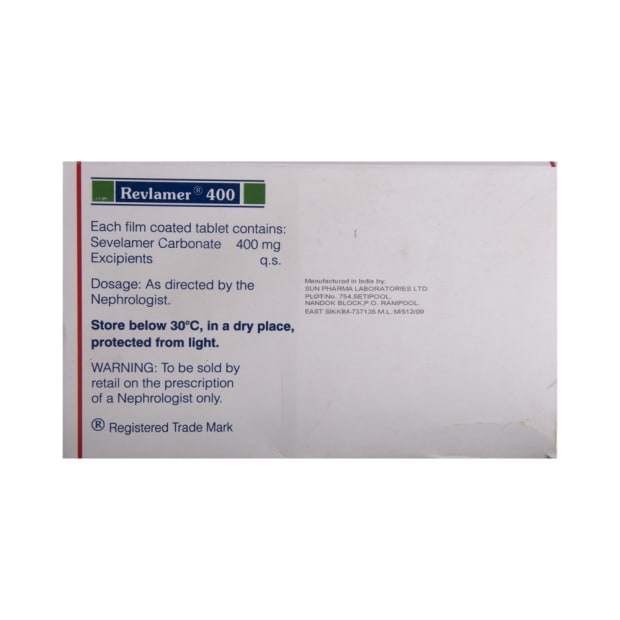 Revlamer® 400
Each film coated tablet contains:
Sevelamer Carbonate 400 mg
Excipients q.s.
Dosage: As directed by the
Nephrologist.
Store below 30°C, in a dry place,
protected from light.
WARNING: To be sold by
retail on the prescription
of a Nephrologist only.
® Registered Trade Mark
Manufactured in India by:
SUN PHARMA LABORATORIES LTD.
PLOT.No. 754,SETIPOOL,
NANDOK BLOCK,P.O. RANIPOOL,
EAST SIKKIM-737135.M.L.:M/512/09